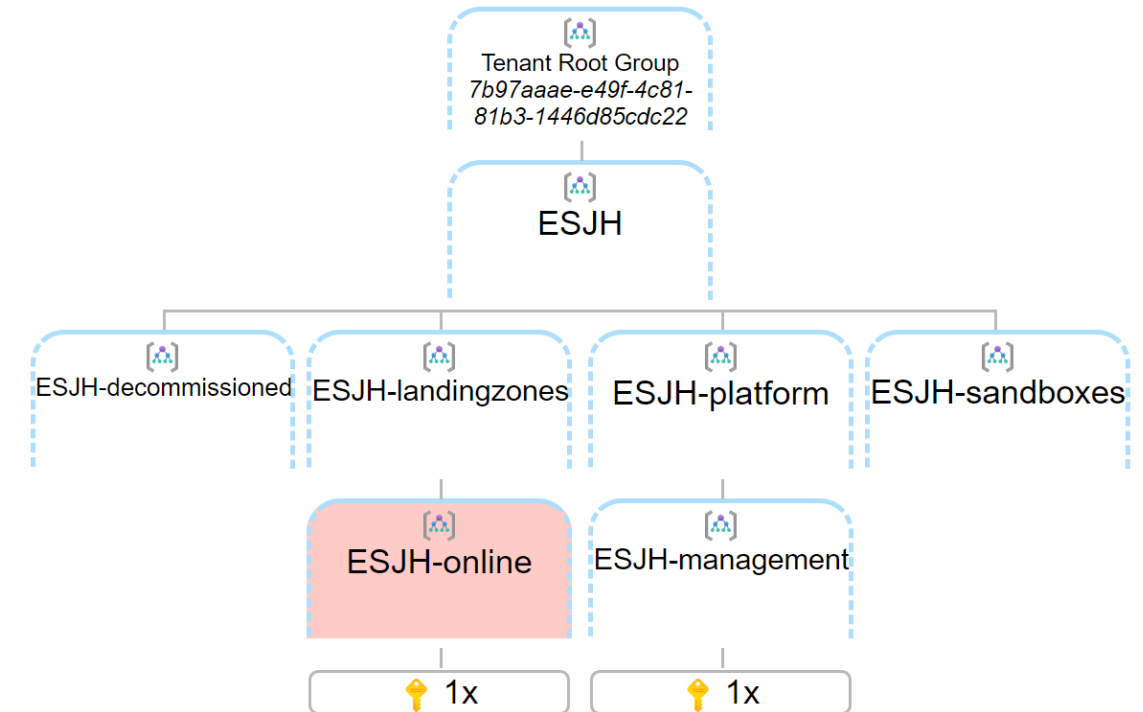 Tenant Root Group
7b97aaae-e49f-4c81-
81b3-1446d85cdc22
ESJH
ESJH-decommissioned
ESJH-landingzones
ESJH-platform
ESJH-sandboxes
ESJH-online
ESJH-management
1x
1x